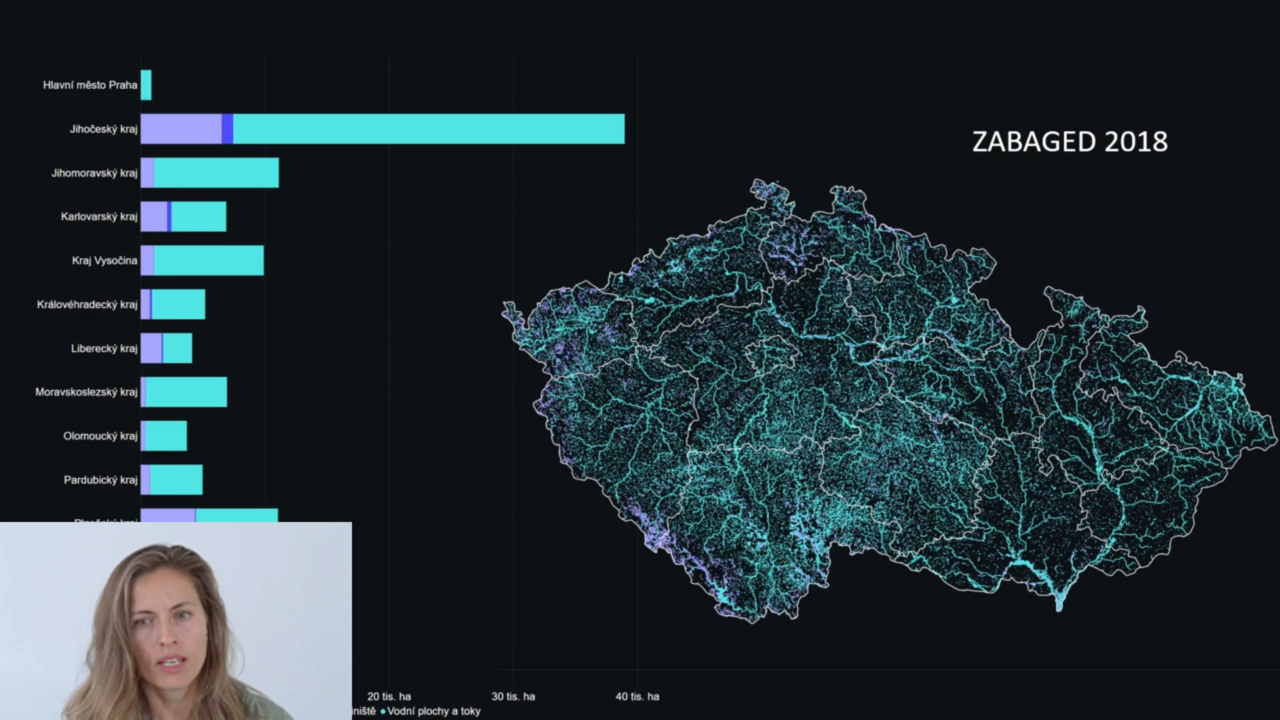 Hlavní město Praha
Jihočeský kraj
ZABAGED 2018
Jihomoravský kraj
Karlovarský kraj
Kraj Vysočina
Královéhradecký kraj
Liberecký kraj
Moravskoslezský kraj
Olomoucký kraj
Pardubický kraj
kraj
20 tis. ha
30 tis. ha
40 tis. ha
Vodní plochy a toky